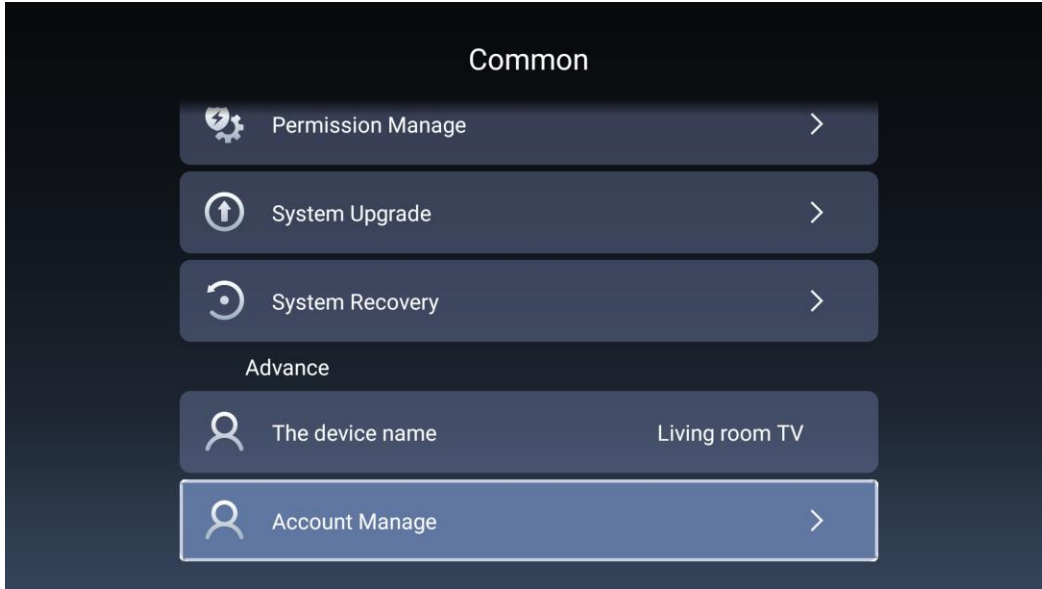 Common
Permission Manage
System Upgrade
System Recovery
Advance
The device name Living room TV
Account Manage